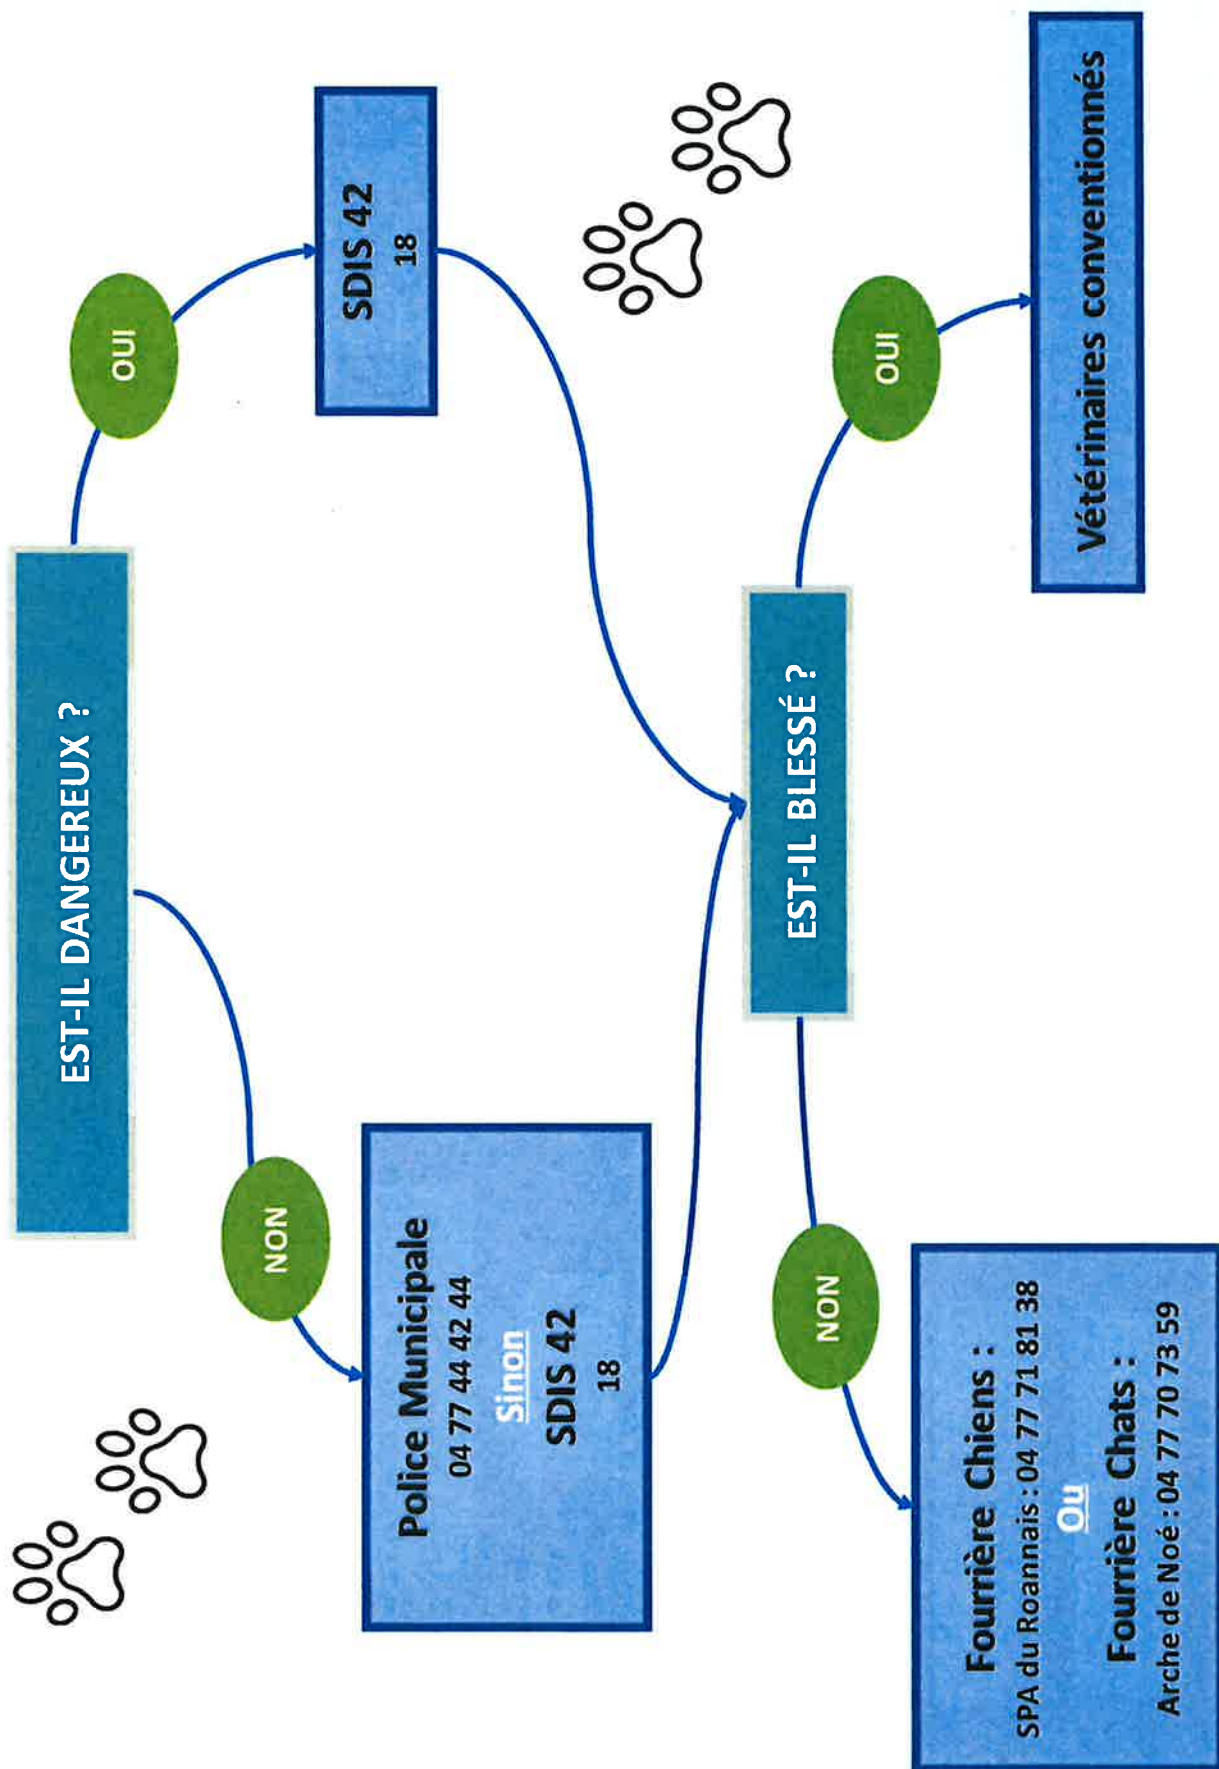 EST-IL DANGEREUX ?
NON
OUI
Police Municipale
04 77 44 42 44
Sinon
SDIS 42
18
SDIS 42
18
EST-IL BLESSÉ ?
NON
OUI
Fourrière Chiens :
SPA du Roannais : 04 77 71 81 38
Ou
Fourrière Chats :
Arche de Noé : 04 77 70 73 59
Vétérinaires conventionnés